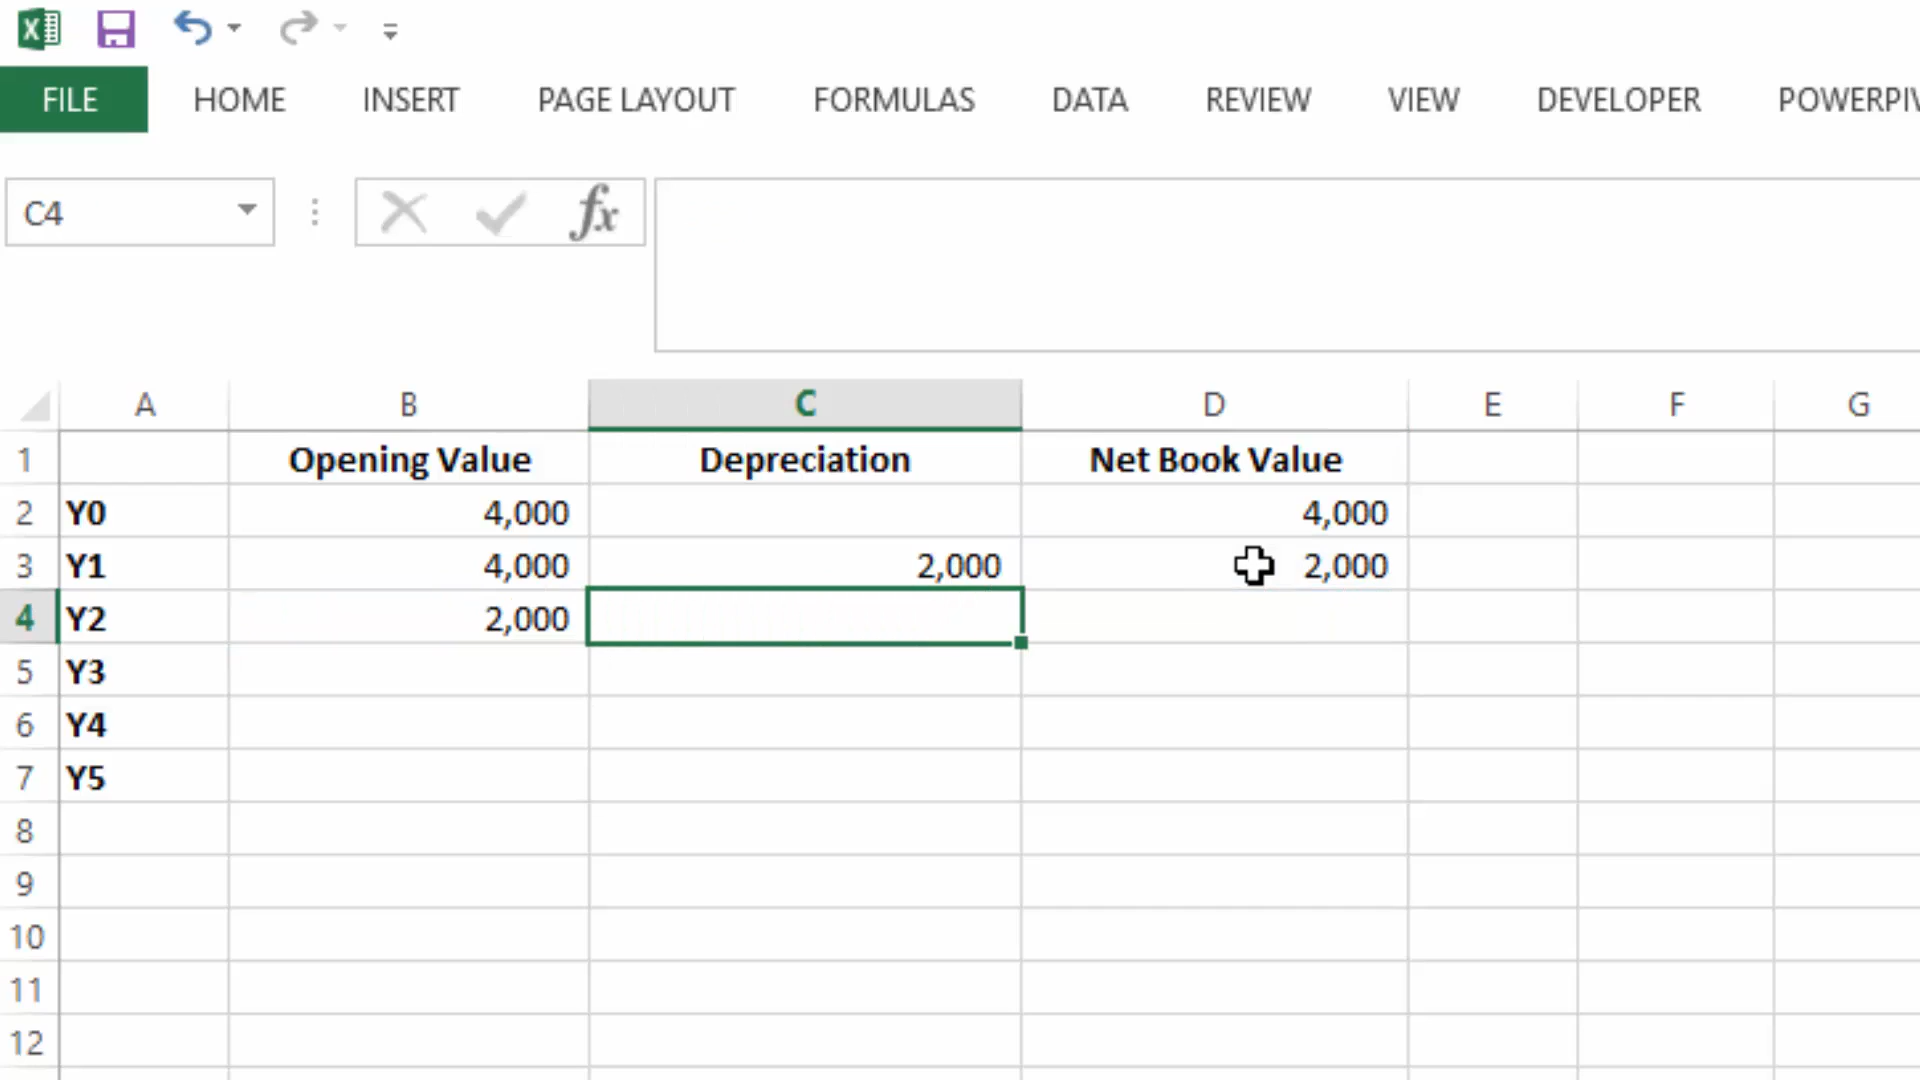 FILE HOME INSERT PAGE LAYOUT FORMULAS DATA REVIEW VIEW DEVELOPER POWERPIV
C4 fx
A B C D E F G
1 Opening Value Depreciation Net Book Value
2 Y0 4,000 4,000
3 Y1 4,000 2,000 2,000
4 Y2 2,000
5 Y3
6 Y4
7 Y5
8
9
10
11
12